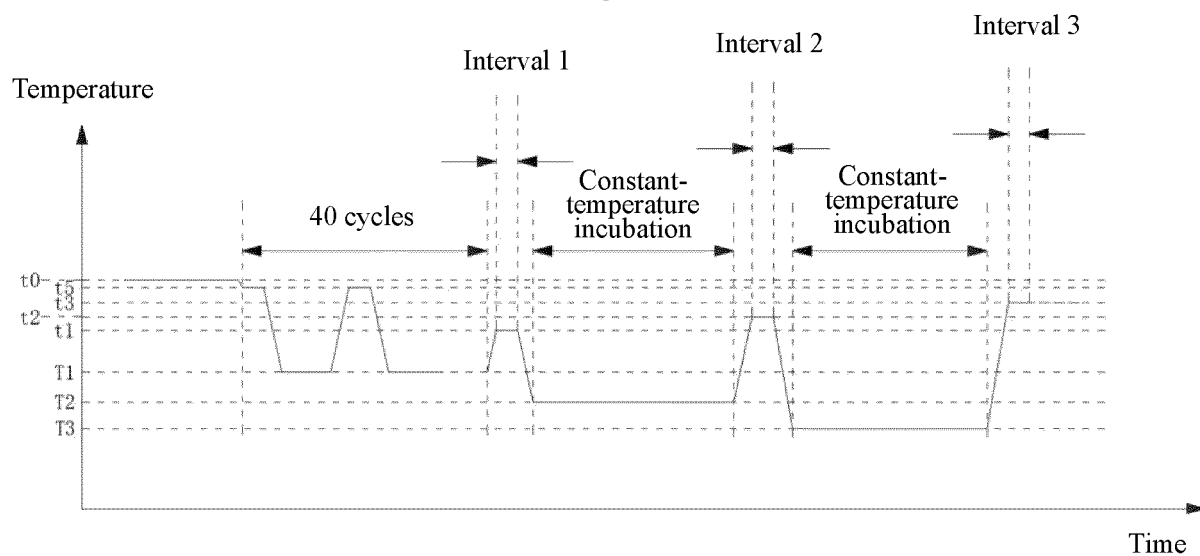 Interval 1
Interval 2
Interval 3
Temperature
40 cycles
Constant-
temperature
incubation
Constant-
temperature
incubation
t0
t5
t3
t2
t1
T1
T2
T3
Time